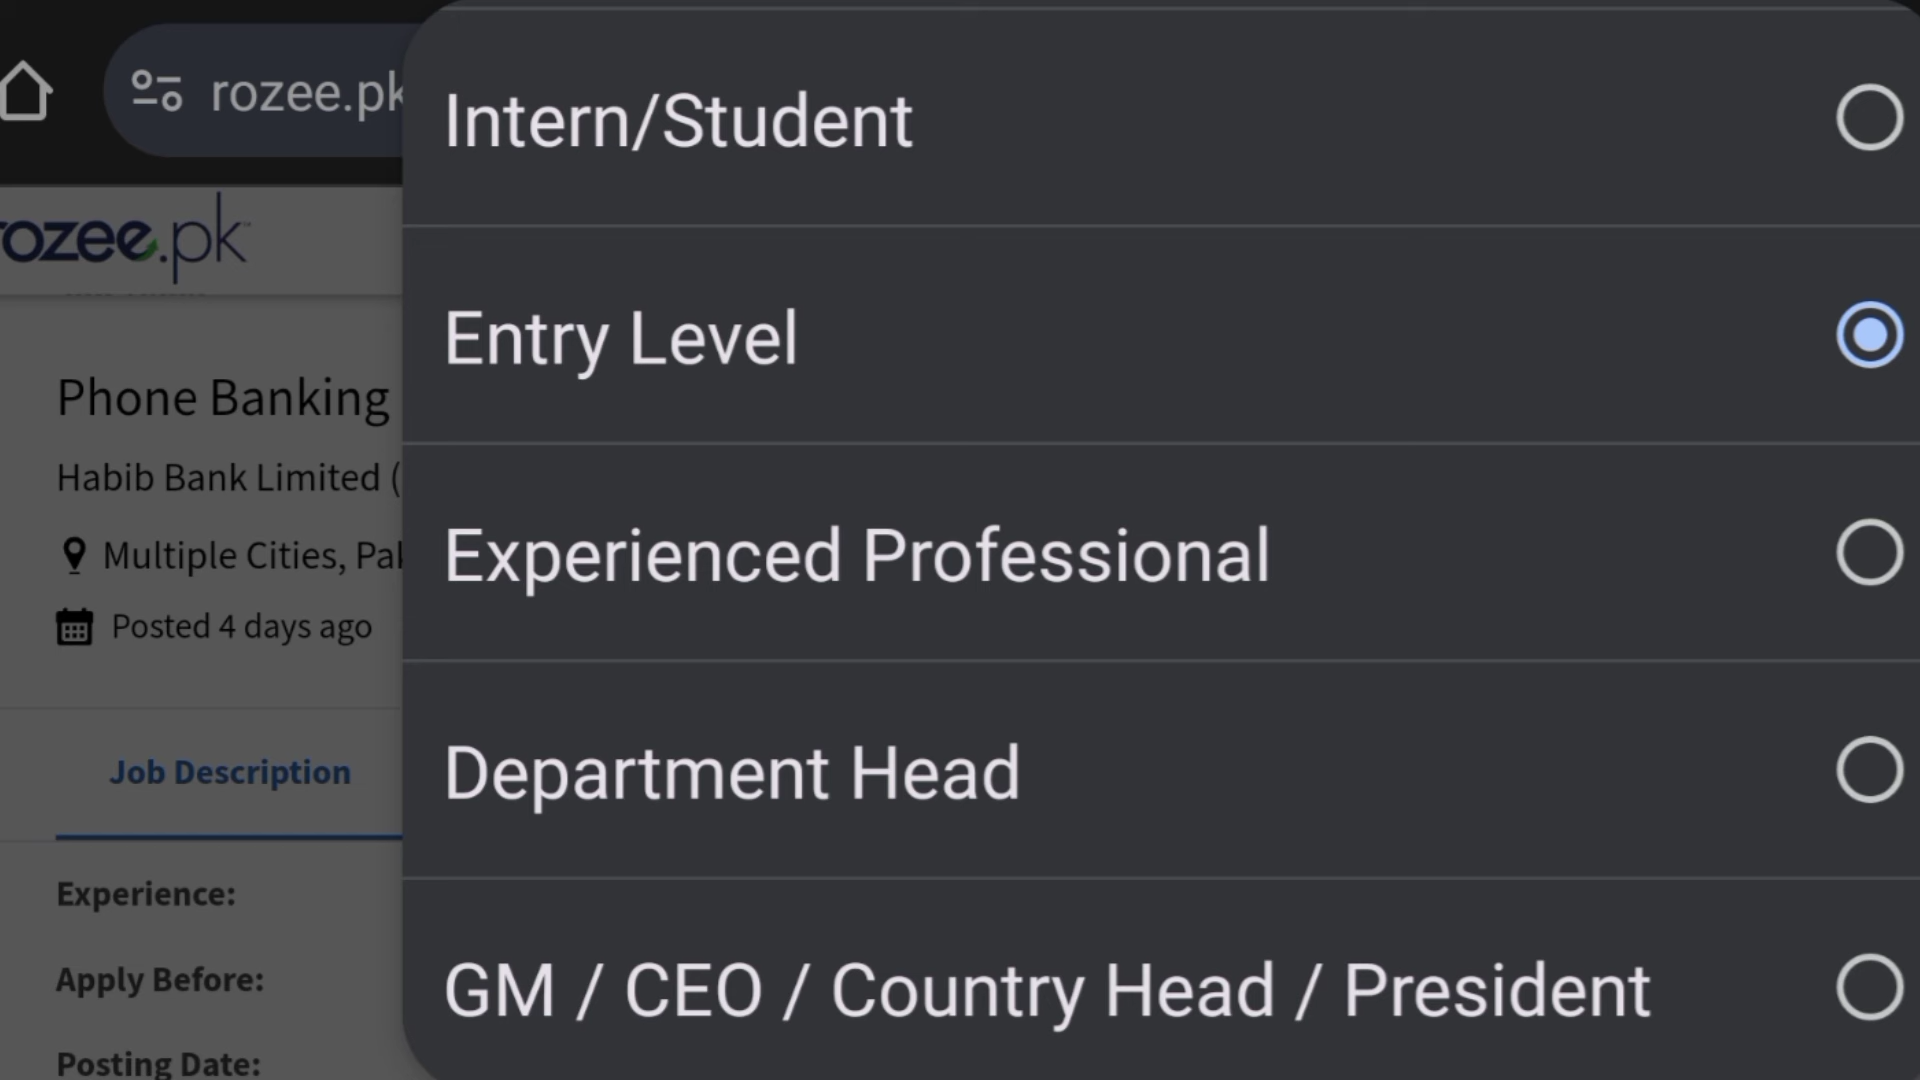 rozee.pk
rozee.pk
Phone Banking
Habib Bank Limited (
Multiple Cities,
Posted 4 days ago
Job Description
Experience:
Apply Before:
Posting Date:
Intern/Student
Entry Level
Experienced Professional
Department Head
GM / CEO / Country Head / President